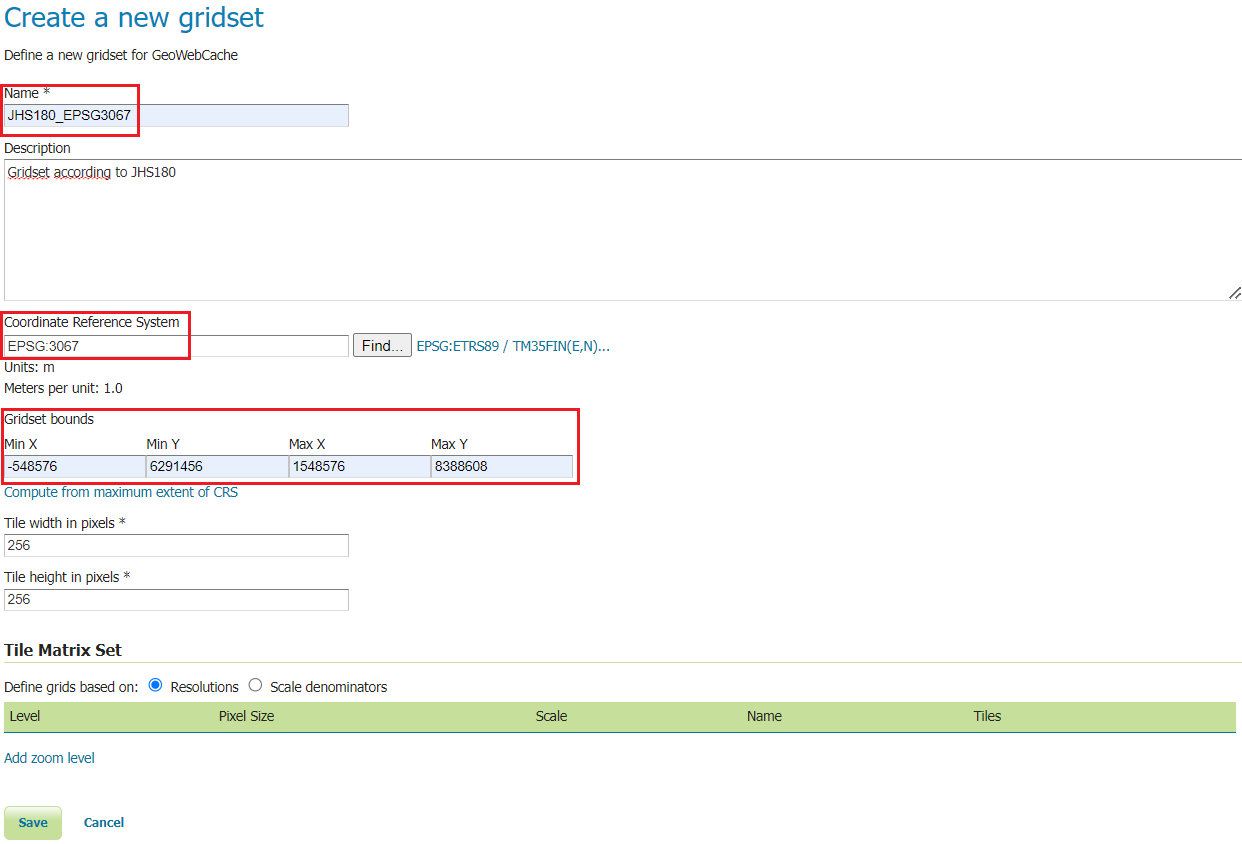 Create a new gridset
Define a new gridset for GeoWebCache
Name *
JHS180_EPSG3067
Description
Gridset according to JHS180
Coordinate Reference System
EPSG:3067 Find... EPSG:ETRS89 / TM35FIN(E,N)...
Units: m
Meters per unit: 1.0
Gridset bounds
Min X Min Y Max X Max Y
-548576 6291456 1548576 8388608
Compute from maximum extent of CRS
Tile width in pixels *
256
Tile height in pixels *
256
Tile Matrix Set
Define grids based on: Resolutions Scale denominators
Level Pixel Size Scale Name Tiles
Add zoom level
Save Cancel